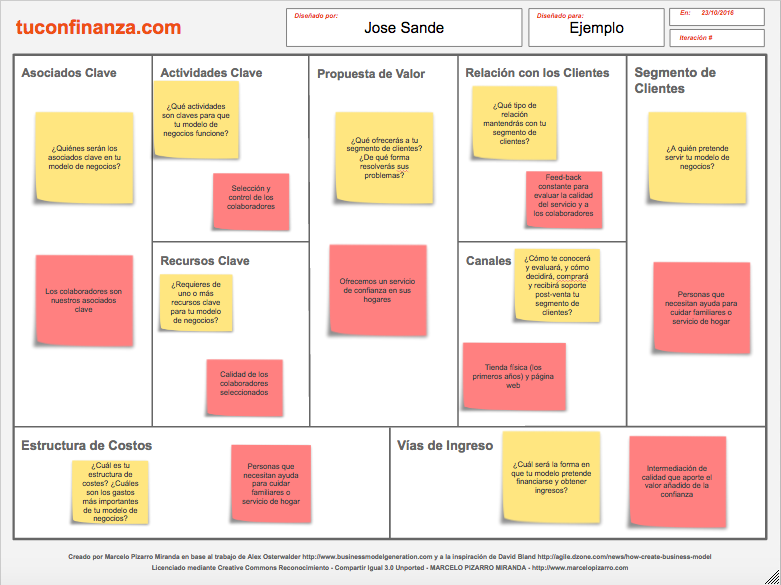 tuconfinanza.com
Diseñado por:
Jose Sande
Diseñado para:
Ejemplo
En: 23/10/2016
Iteración #
Asociados Clave
¿Quiénes serán los
asociados clave en tu
modelo de negocios?
Los colaboradores son
nuestros asociados
clave
Actividades Clave
¿Qué actividades
son claves para que
tu modelo de
negocios funcione?
Selección y
control de los
colaboradores
Recursos Clave
¿Requieres de
uno o más
recursos clave
para tu modelo
de negocios?
Calidad de los
colaboradores
seleccionados
Propuesta de Valor
¿Qué ofrecerás a tu
segmento de clientes?
¿De qué forma
resolverás sus
problemas?
Ofrecemos un servicio
de confianza en sus
hogares
Relación con los Clientes
¿Qué tipo de
relación
mantendrás con tu
segmento de
clientes?
Feed-back
constante para
evaluar la calidad
del servicio y a
los colaboradores
Canales
¿Cómo te conocerá
y evaluará, y cómo
decidirá, comprará
y recibirá soporte
post-venta tu
segmento de
clientes?
Tienda física (los
primeros años) y página
web
Segmento de
Clientes
¿A quién pretende
servir tu modelo de
negocios?
Personas que
necesitan ayuda para
cuidar familiares o
servicio de hogar
Estructura de Costos
¿Cuál es tu
estructura de
costes? ¿Cuáles
son los gastos
más importantes
de tu modelo de
negocios?
Personas que
necesitan ayuda
para cuidar
familiares o
servicio de hogar
Vías de Ingreso
¿Cuál será la forma en
que tu modelo pretende
financiarse y obtener
ingresos?
Intermediación de
calidad que aporte el
valor añadido de la
confianza
Creado por Marcelo Pizarro Miranda en base al trabajo de Alex Osterwalder http://www.businessmodelgeneration.com y a la inspiración de David Bland http://agile.dzone.com/news/how-create-business-model
Licenciado mediante Creative Commons Reconocimiento - Compartir Igual 3.0 Unported - MARCELO PIZARRO MIRANDA - http://www.marcelopizarro.com